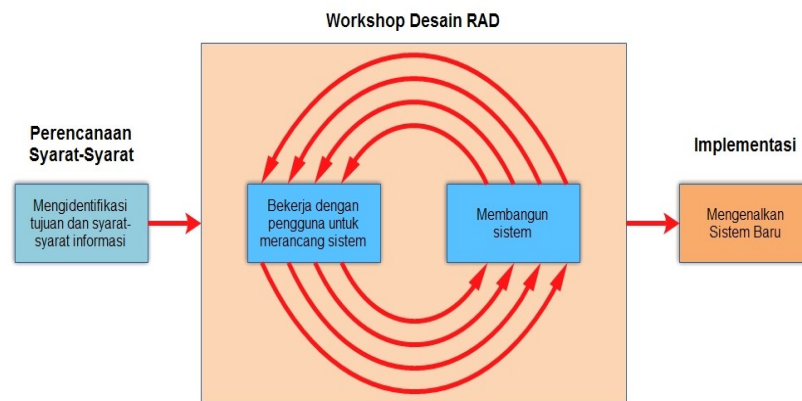 Workshop Desain RAD
Perencanaan
Syarat-Syarat
Mengidentifikasi
tujuan dan syarat-
syarat informasi
Bekerja dengan
pengguna untuk
merancang sistem
Membangun
sistem
Implementasi
Mengenalkan
Sistem Baru